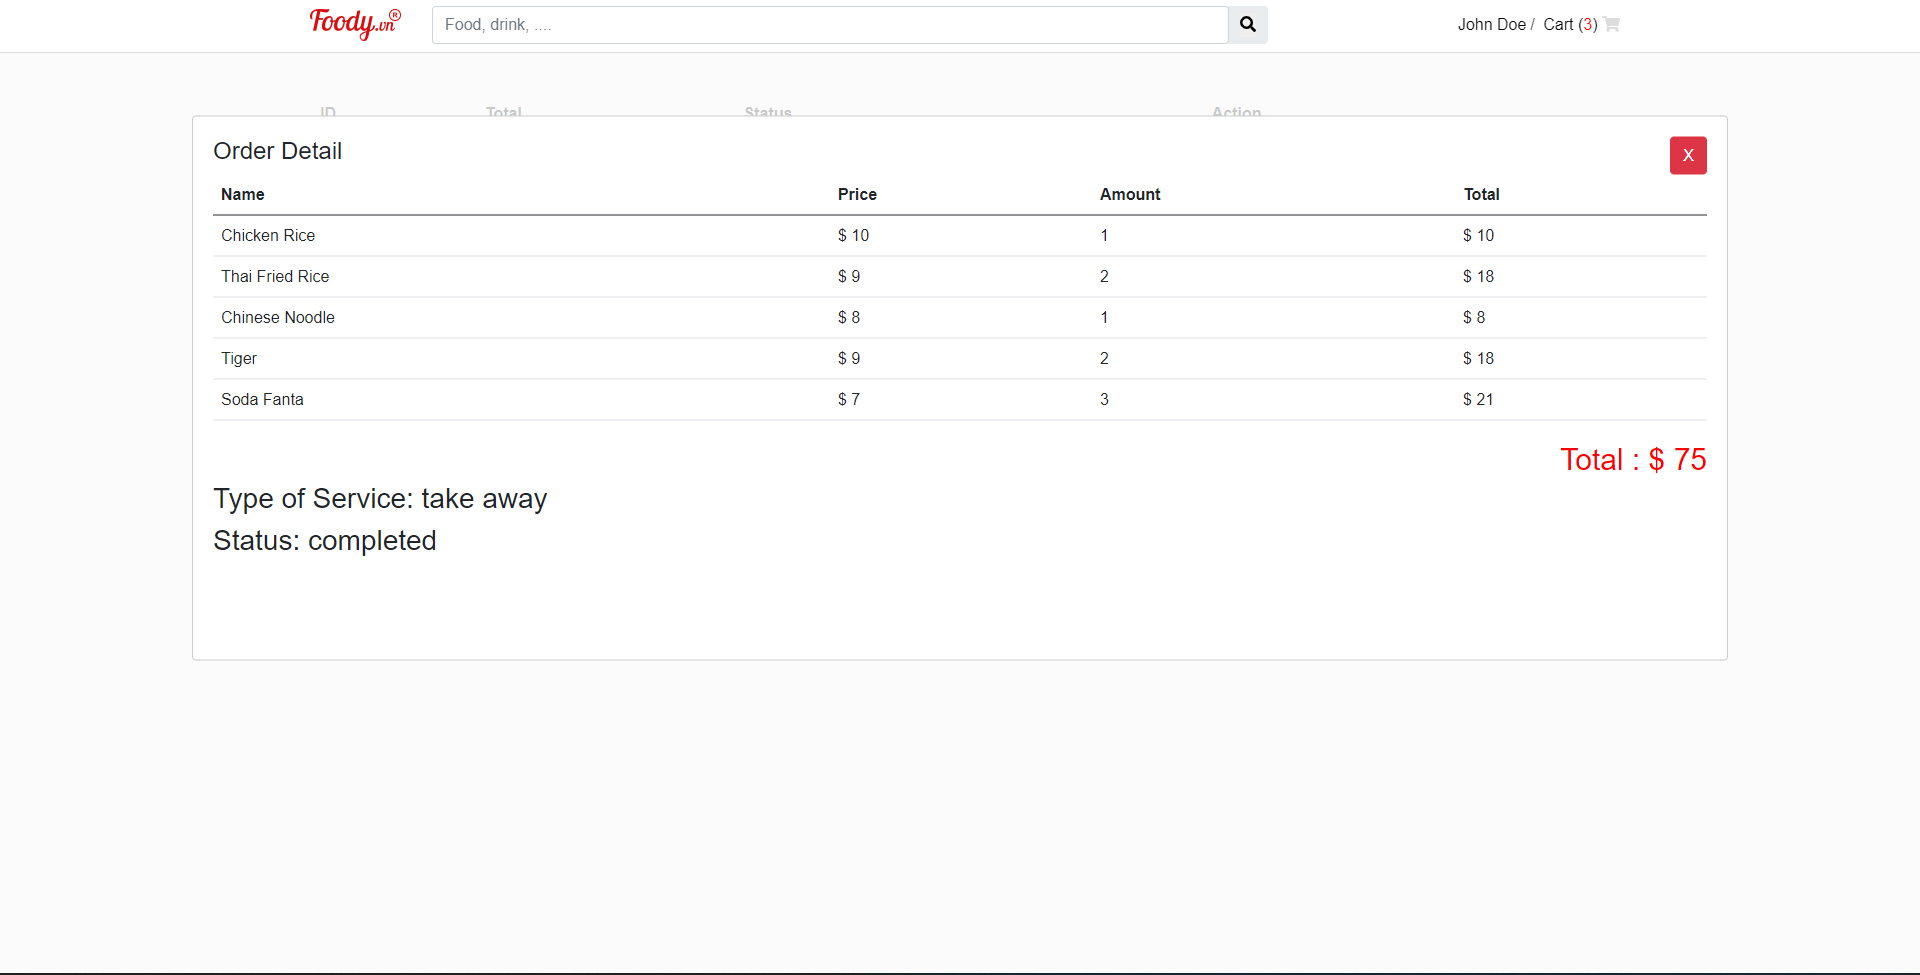 Foody.vn® Food, drink, .... John Doe / Cart (3)
ID Total Status Action
Order Detail X
Name Price Amount Total
Chicken Rice $ 10 1 $ 10
Thai Fried Rice $ 9 2 $ 18
Chinese Noodle $ 8 1 $ 8
Tiger $ 9 2 $ 18
Soda Fanta $ 7 3 $ 21
Total : $ 75
Type of Service: take away
Status: completed